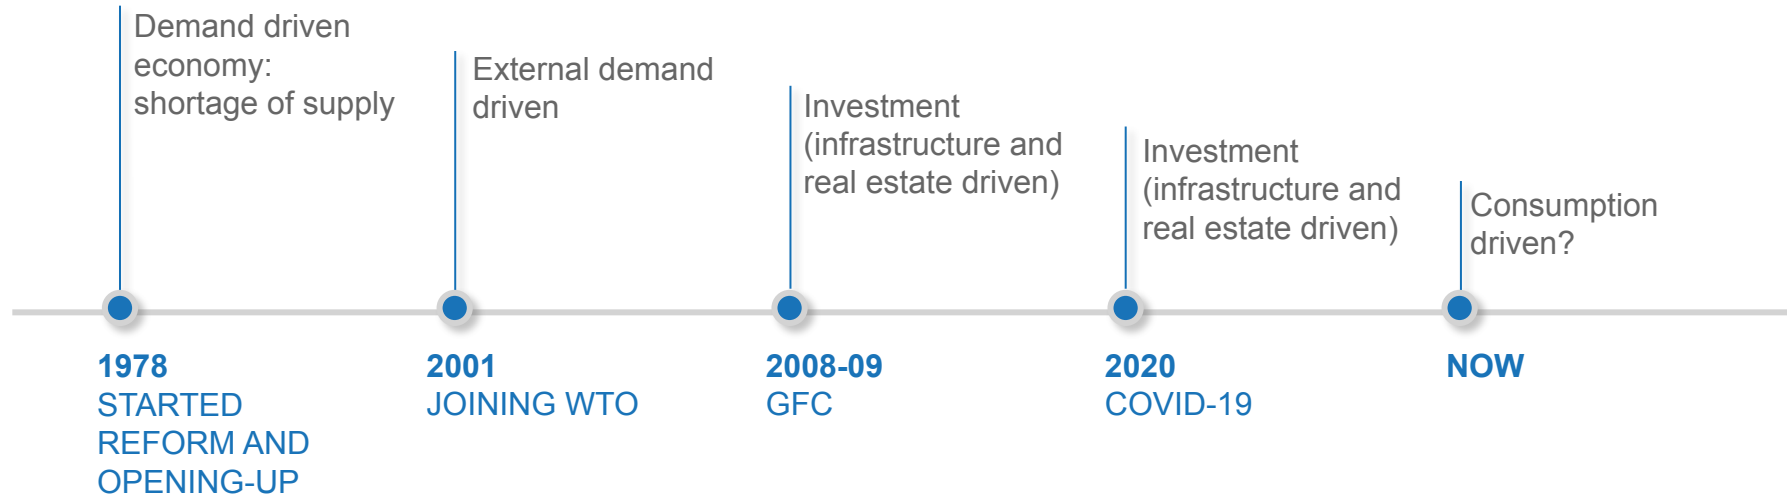 Demand driven
economy:
shortage of supply
External demand
driven
Investment
(infrastructure and
real estate driven)
Investment
(infrastructure and
real estate driven)
Consumption
driven?
1978
STARTED
REFORM AND
OPENING-UP
2001
JOINING WTO
2008-09
GFC
2020
COVID-19
NOW